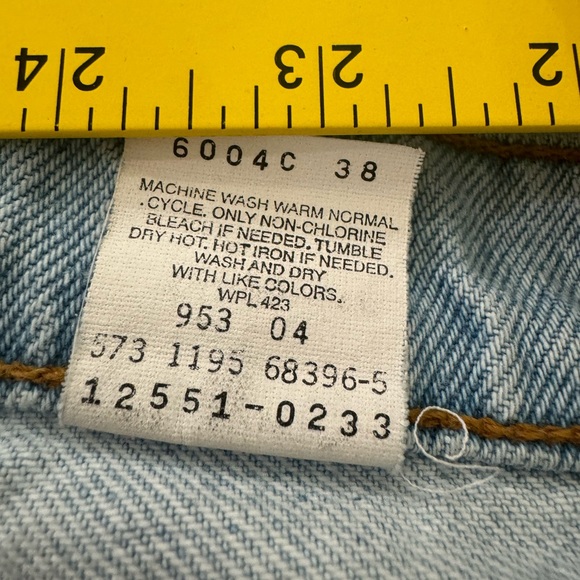 4 2 3 2 2
6004C 38
MACHINE WASH WARM NORMAL
CYCLE. ONLY NON-CHLORINE
BLEACH IF NEEDED. TUMBLE
DRY HOT. HOT IRON IF NEEDED.
WASH AND DRY
WITH LIKE COLORS.
WPL 423
953 04
573 1195 68396-5
12551-0233